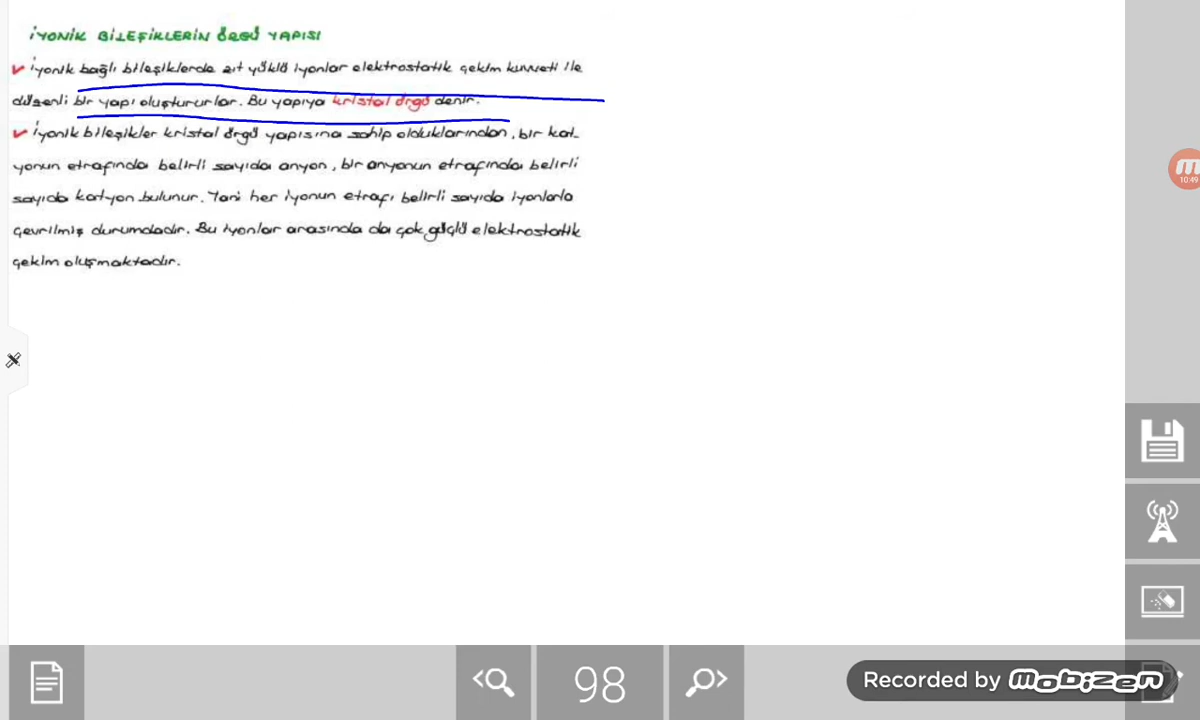 İYONİK BİLEŞİKLERİN ÖRGÜ YAPISI
✓ İyonik bağlı bileşiklerde zıt yüklü iyonlar elektrostatik çekim kuvveti ile
düzenli bir yapı oluştururlar. Bu yapıya kristal örgü denir.
✓ İyonik bileşikler kristal örgü yapısına sahip olduklarından, bir kat-
yonun etrafında belirli sayıda anyon, bir anyonun etrafında belirli
sayıda katyon bulunur. Yani her iyonun etrafı belirli sayıda iyonlarla
çevrilmiş durumdadır. Bu iyonlar arasında da çok güçlü elektrostatik
çekim oluşmaktadır.
10:49
98
Recorded by mobizen